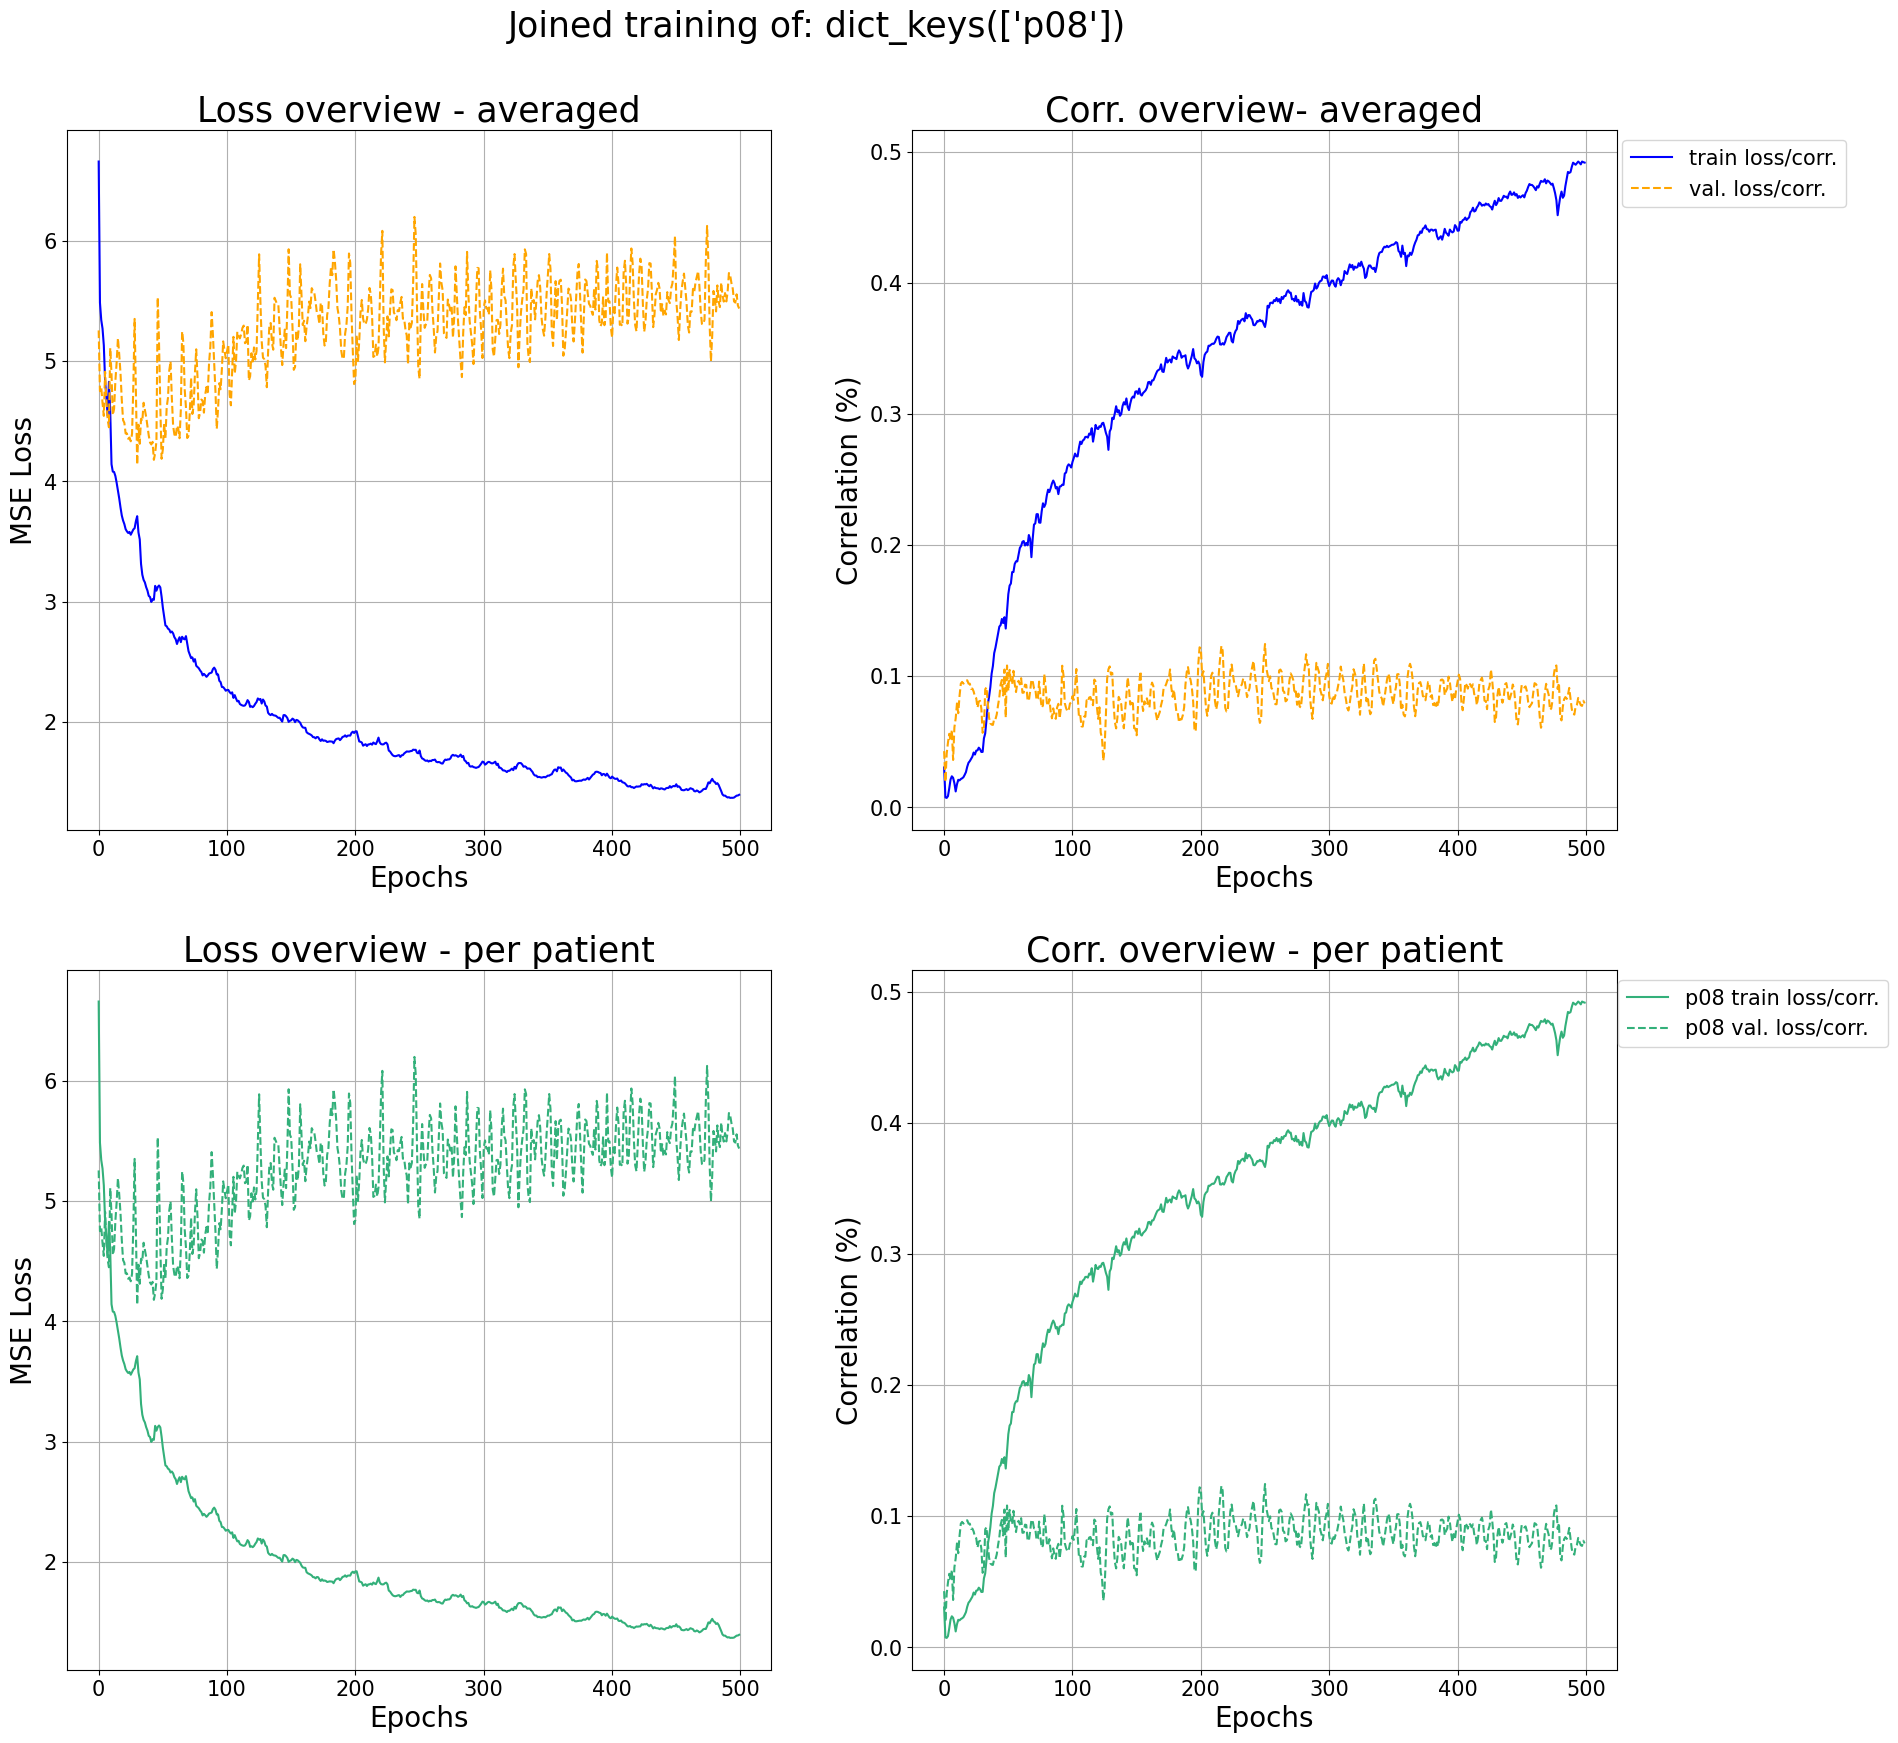 Joined training of: dict_keys(['p08'])
Loss overview - averaged
MSE Loss
6
5
4
3
2
0 100 200 300 400 500
Epochs
Corr. overview- averaged
Correlation (%)
0.5
0.4
0.3
0.2
0.1
0.0
0 100 200 300 400 500
Epochs
train loss/corr.
val. loss/corr.
Loss overview - per patient
MSE Loss
6
5
4
3
2
0 100 200 300 400 500
Epochs
Corr. overview - per patient
Correlation (%)
0.5
0.4
0.3
0.2
0.1
0.0
0 100 200 300 400 500
Epochs
p08 train loss/corr.
p08 val. loss/corr.